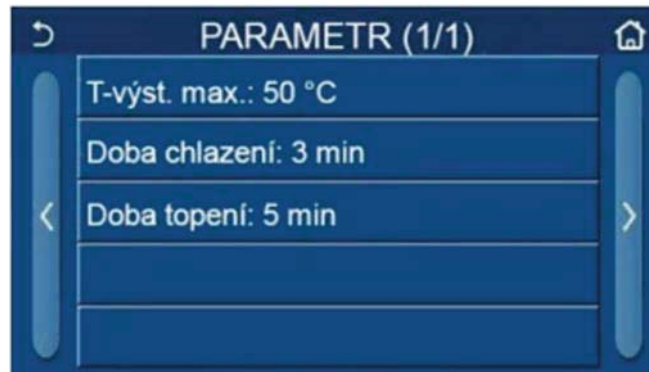 PARAMETR (1/1)
T-výst. max.: 50 °C
Doba chlazení: 3 min
Doba topení: 5 min